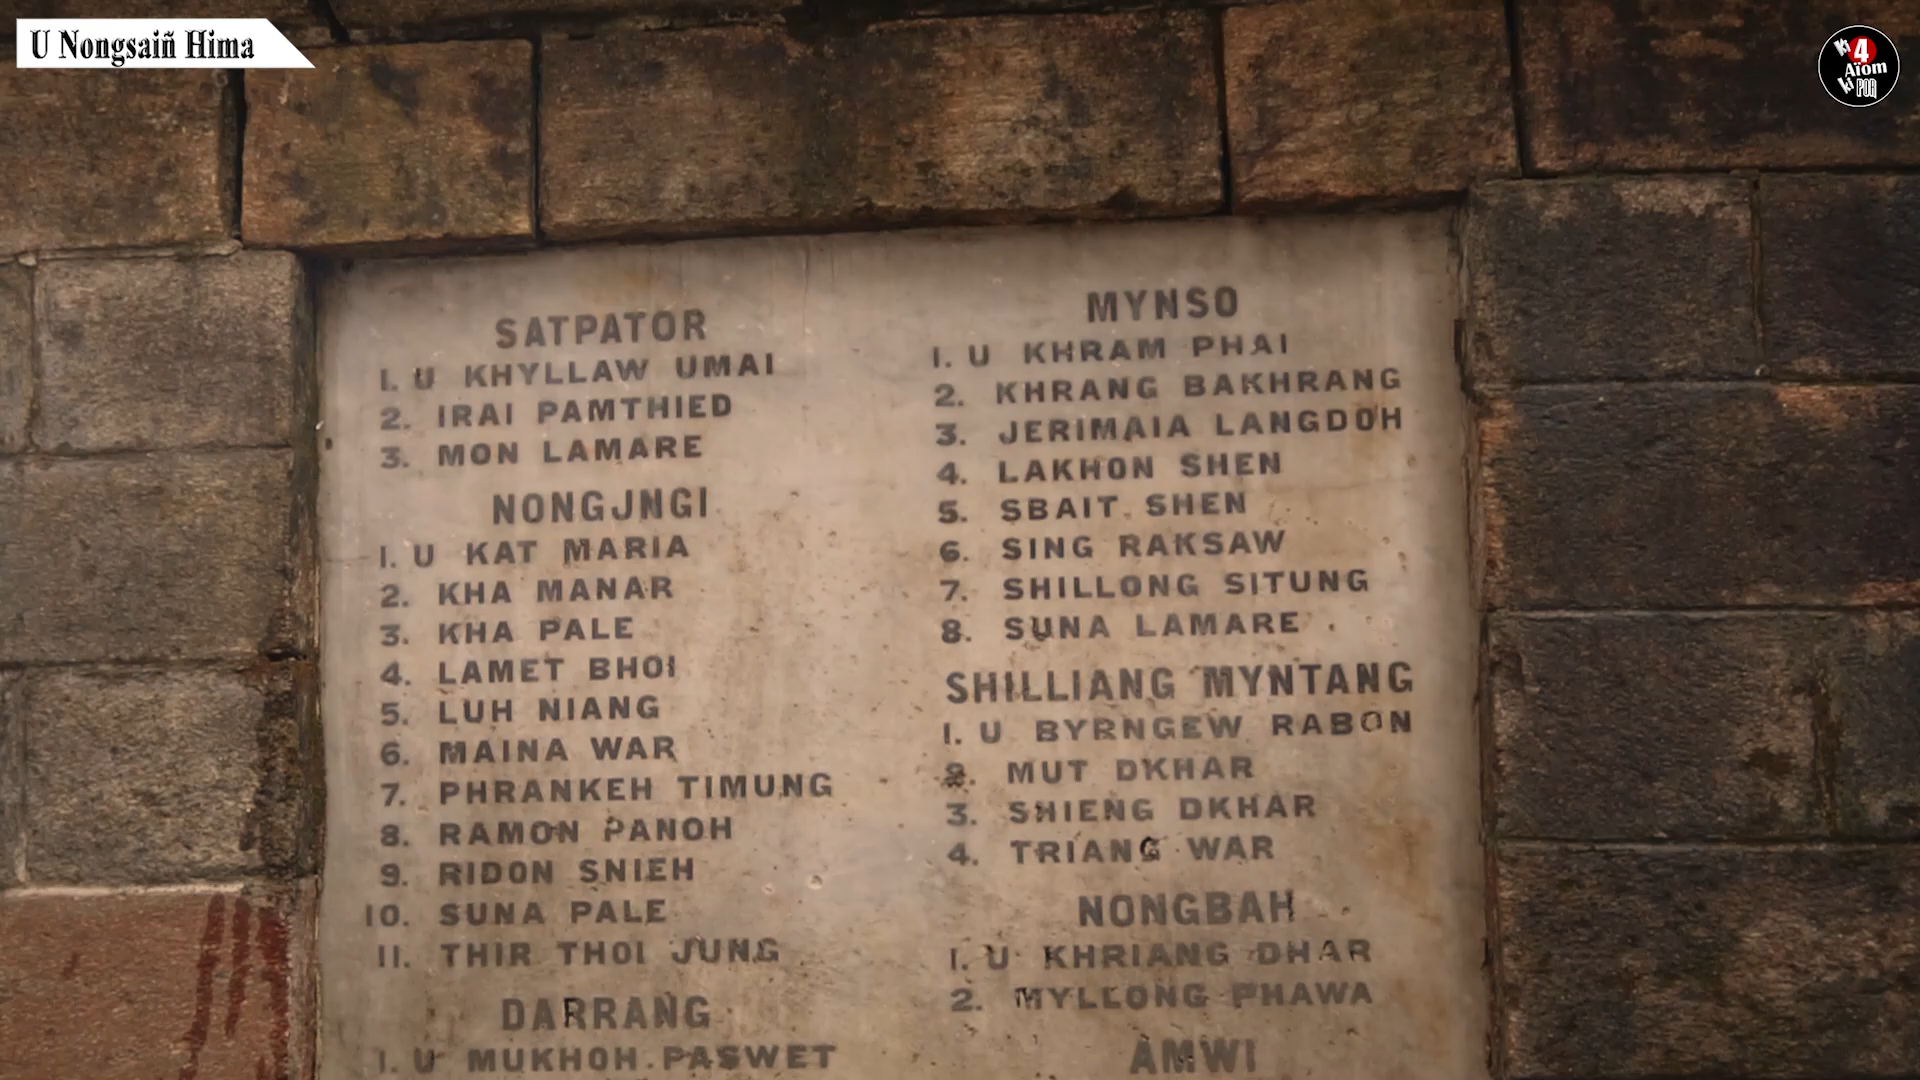 U Nongsaiñ Hima
Ki 4
Aïom
ki POR
SATPATOR
1. U KHYLLAW UMAI
2. IRAI PAMTHIED
3. MON LAMARE
NONGJNGI
1. U KAT MARIA
2. KHA MANAR
3. KHA PALE
4. LAMET BHOI
5. LUH NIANG
6. MAINA WAR
7. PHRANKEH TIMUNG
8. RAMON PANOH
9. RIDON SNIEH
10. SUNA PALE
11. THIR THOI JUNG
DARRANG
1. U MUKHOH PASWET
MYNSO
1. U KHRAM PHAI
2. KHRANG BAKHRANG
3. JERIMAIA LANGDOH
4. LAKHON SHEN
5. SBAIT SHEN
6. SING RAKSAW
7. SHILLONG SITUNG
8. SUNA LAMARE
SHILLIANG MYNTANG
1. U BYRNGEW RABON
2. MUT DKHAR
3. SHIENG DKHAR
4. TRIANG WAR
NONGBAH
1. U KHRIANG DHAR
2. MYLLONG PHAWA
AMWI